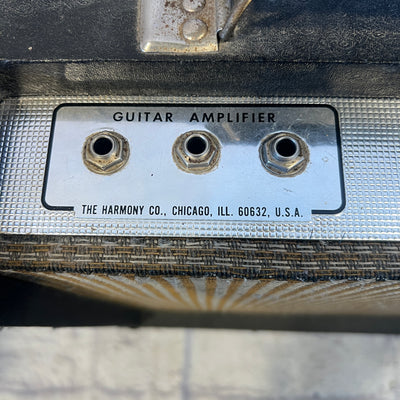 GUITAR AMPLIFIER
THE HARMONY CO., CHICAGO, ILL. 60632, U.S.A.